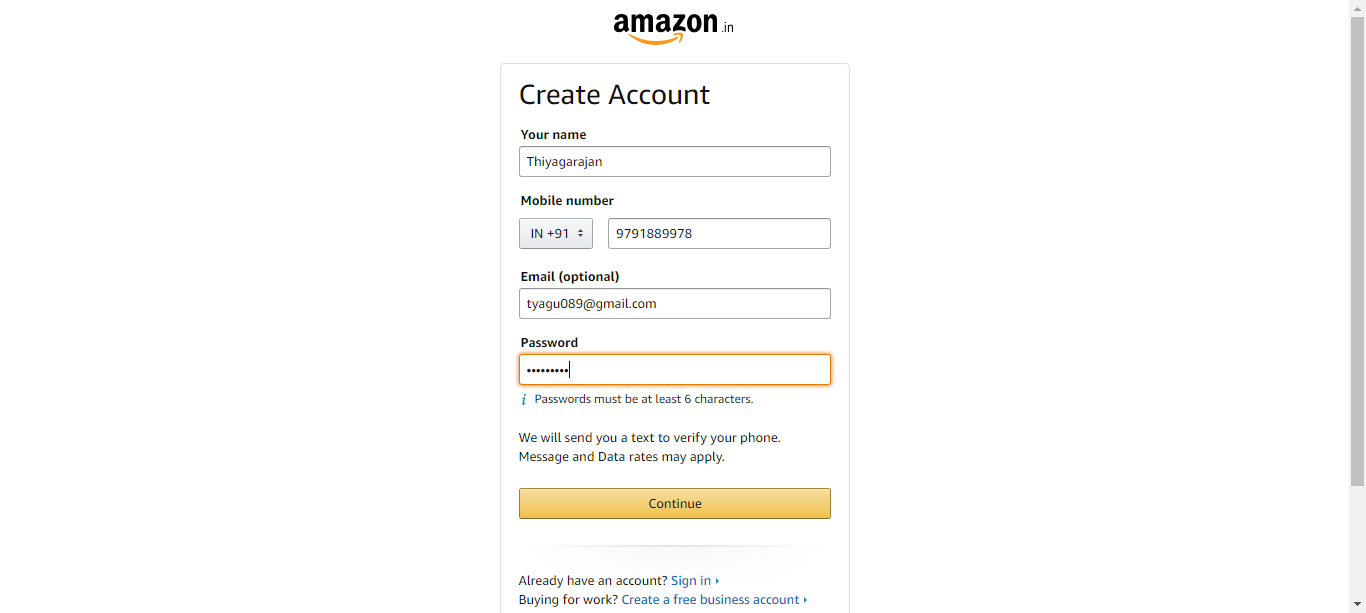 amazon.in
Create Account
Your name
Thiyagarajan
Mobile number
IN +91 9791889978
Email (optional)
tyagu089@gmail.com
Password
•••••••••
i Passwords must be at least 6 characters.
We will send you a text to verify your phone.
Message and Data rates may apply.
Continue
Already have an account? Sign in
Buying for work? Create a free business account